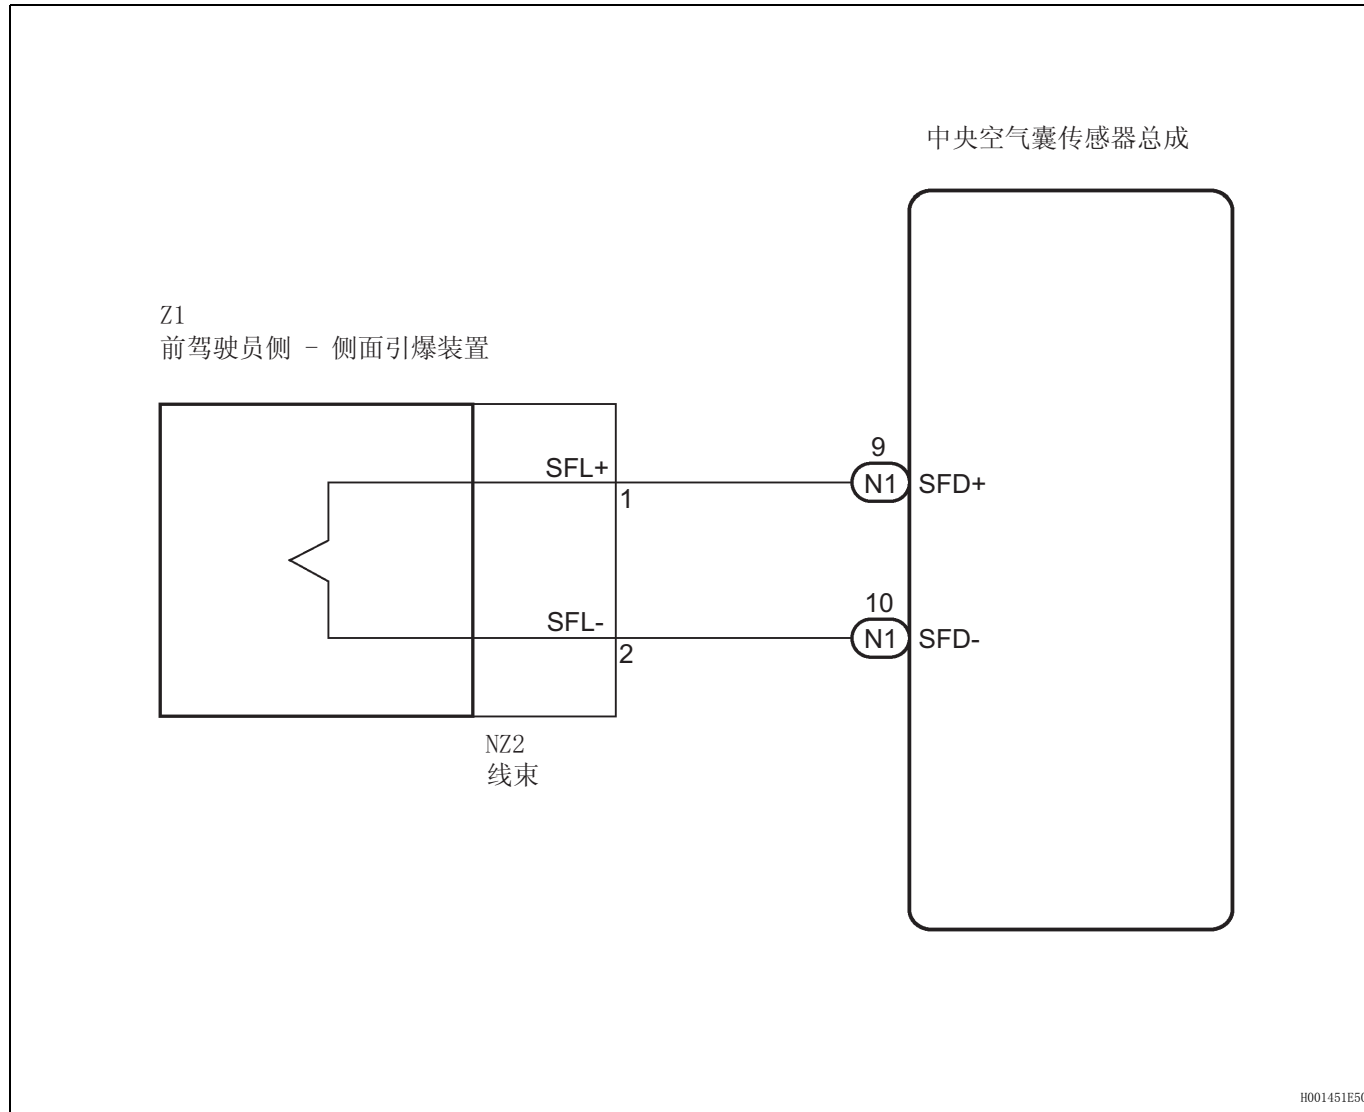 中央空气囊传感器总成
Z1
前驾驶员侧 - 侧面引爆装置
SFL+
1
9
N1
SFD+
SFL-
2
10
N1
SFD-
NZ2
线束